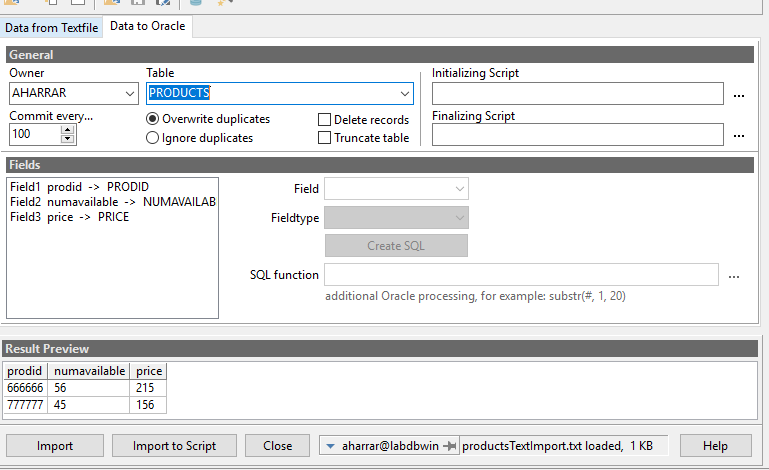 Data from Textfile Data to Oracle
General
Owner Table Initializing Script
AHARRAR PRODUCTS ...
Commit every... Overwrite duplicates Delete records Finalizing Script
100 Ignore duplicates Truncate table ...
Fields
Field1 prodid -> PRODID Field
Field2 numavailable -> NUMAVAILAB
Field3 price -> PRICE Fieldtype
Create SQL
SQL function ...
additional Oracle processing, for example: substr(#, 1, 20)
Result Preview
prodid numavailable price
666666 56 215
777777 45 156
Import Import to Script Close aharrar@labdbwin productsTextImport.txt loaded, 1 KB Help